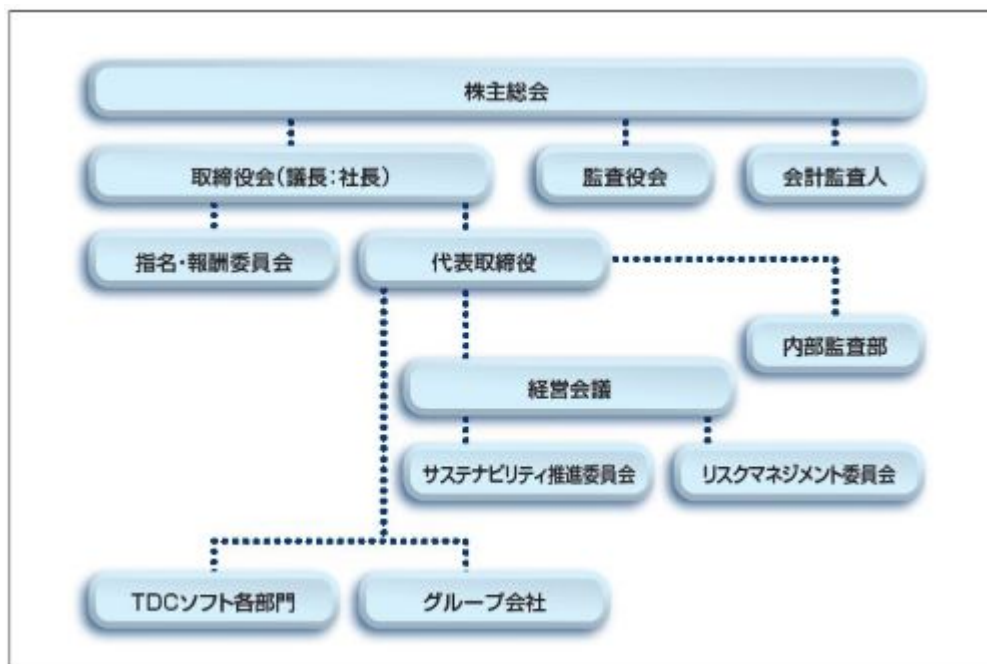 株主総会
取締役会(議長:社長)
監査役会
会計監査人
指名・報酬委員会
代表取締役
内部監査部
経営会議
サステナビリティ推進委員会
リスクマネジメント委員会
TDCソフト各部門
グループ会社